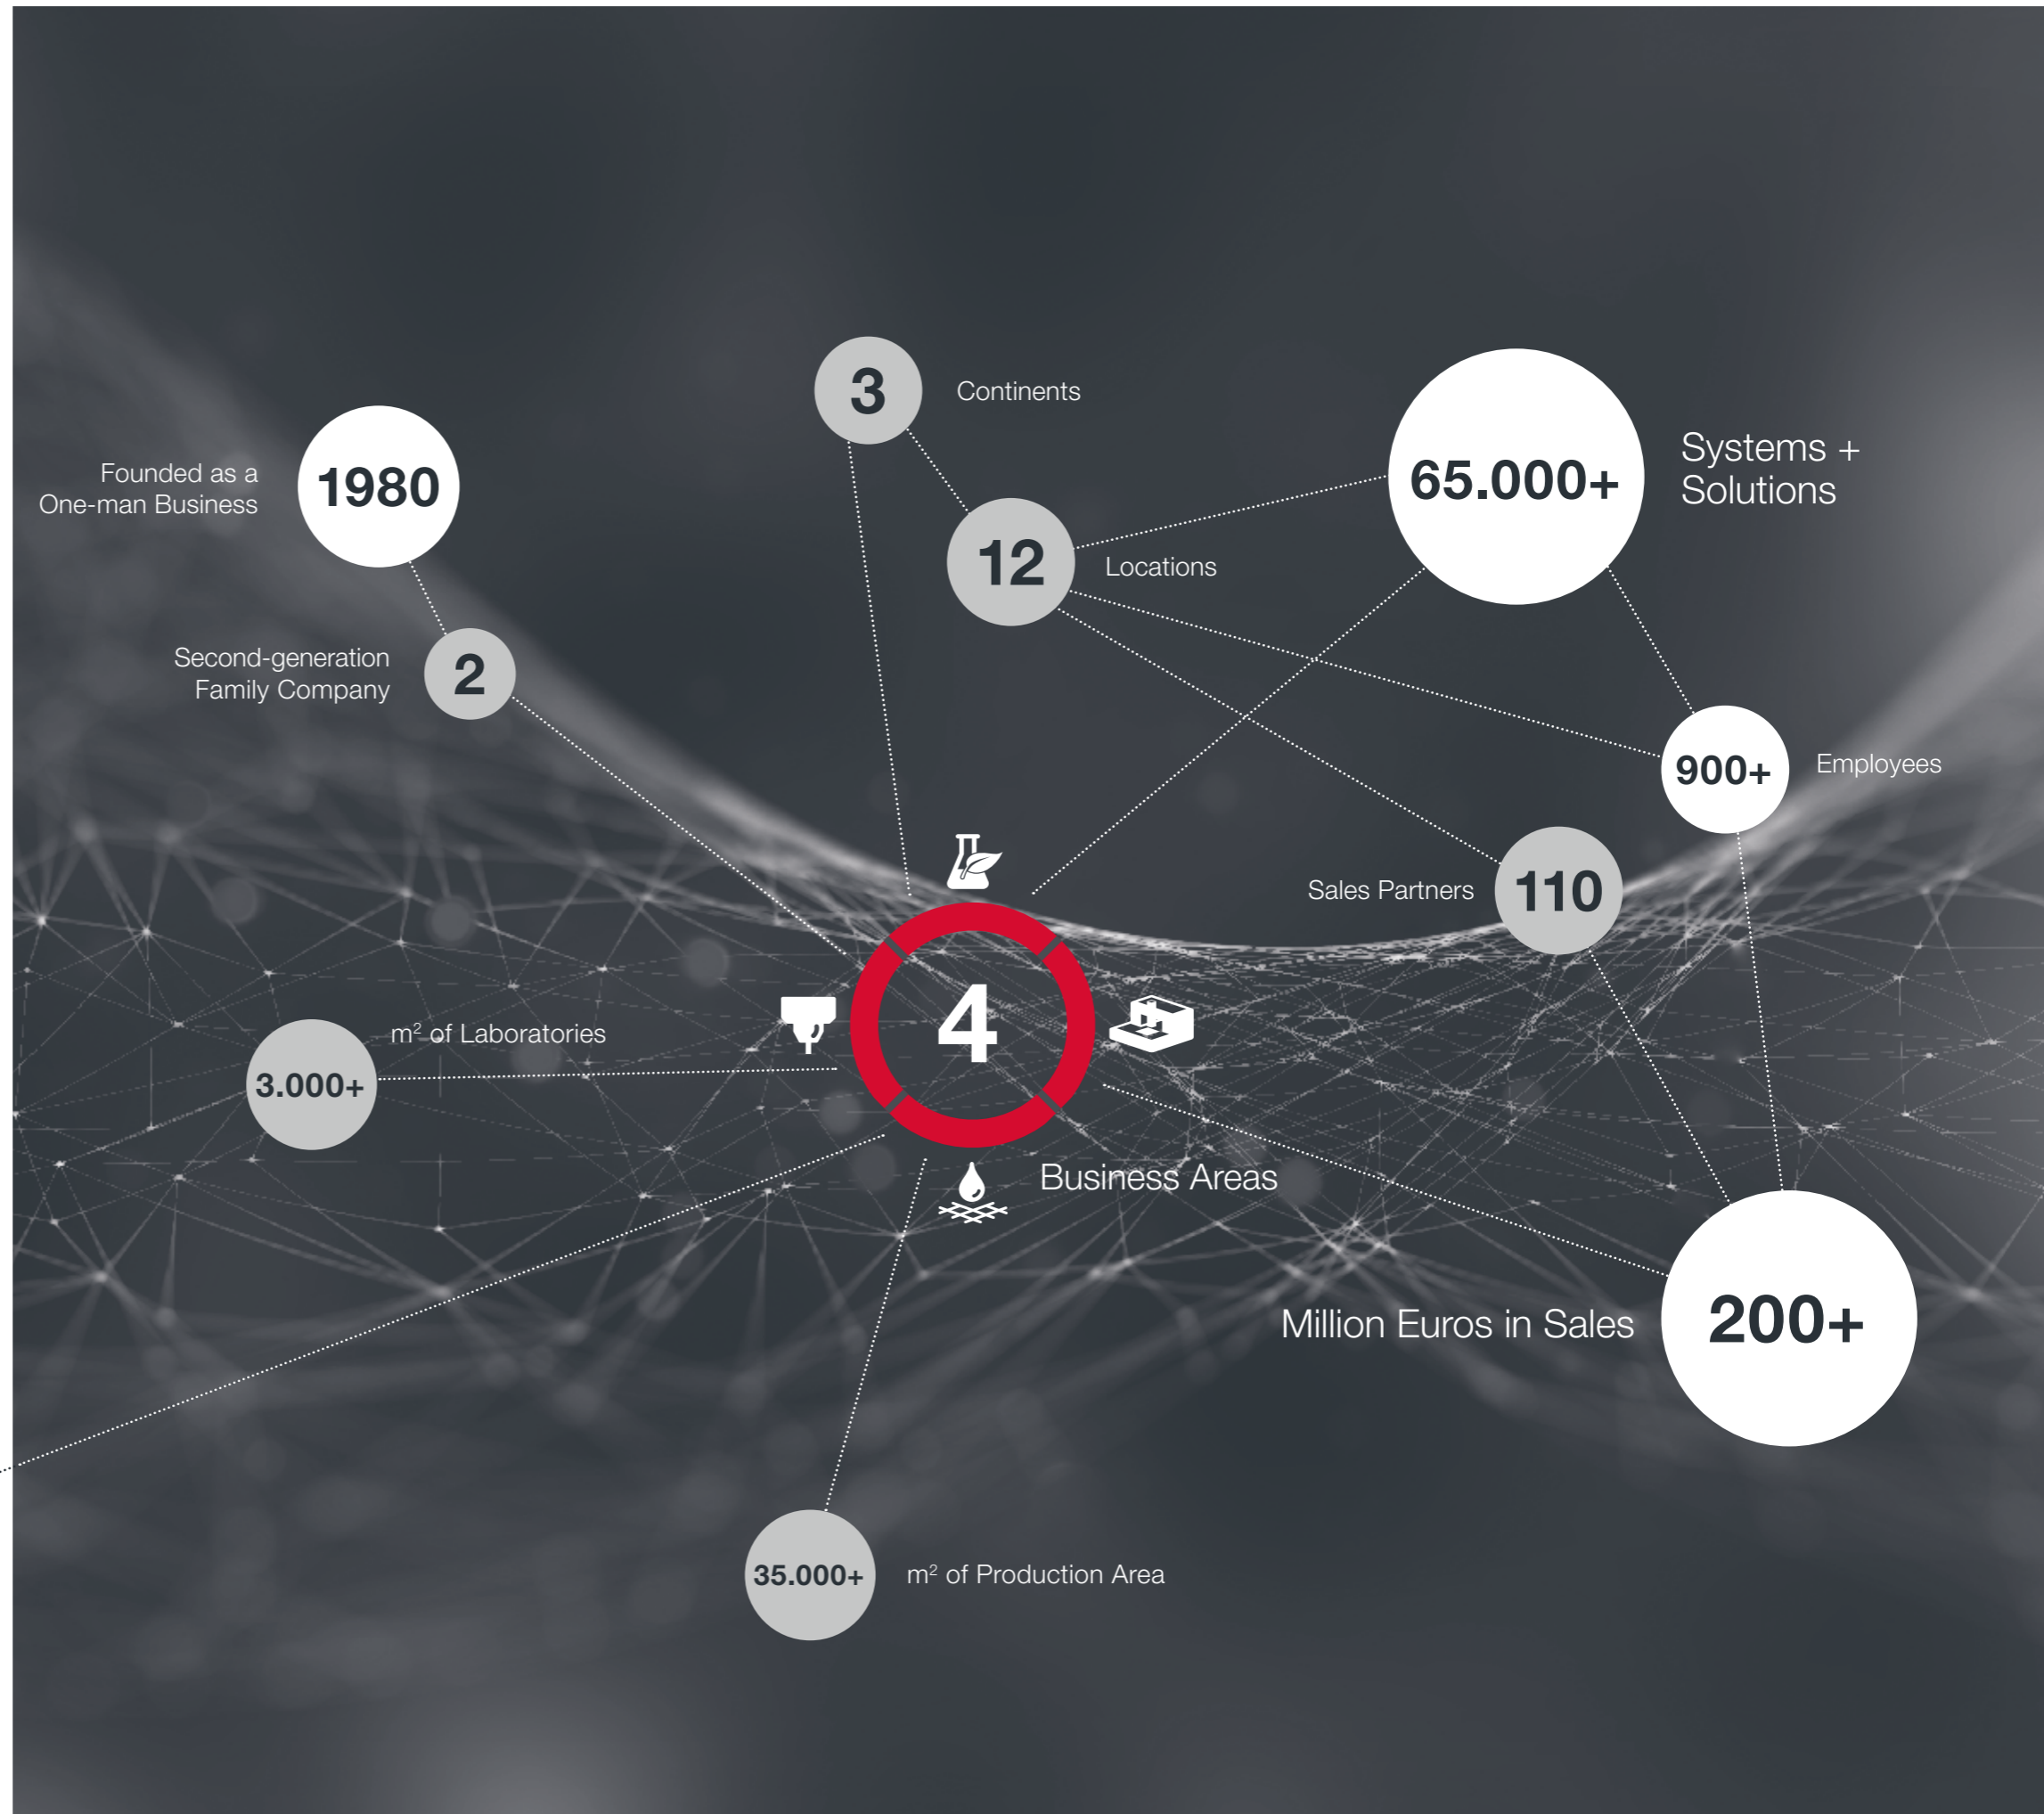 3
Continents
65.000+
Systems +
Solutions
Founded as a
One-man Business
1980
12
Locations
Second-generation
Family Company
2
900+
Employees
Sales Partners
110
4
Business Areas
m² of Laboratories
3.000+
Million Euros in Sales
200+
35.000+
m² of Production Area